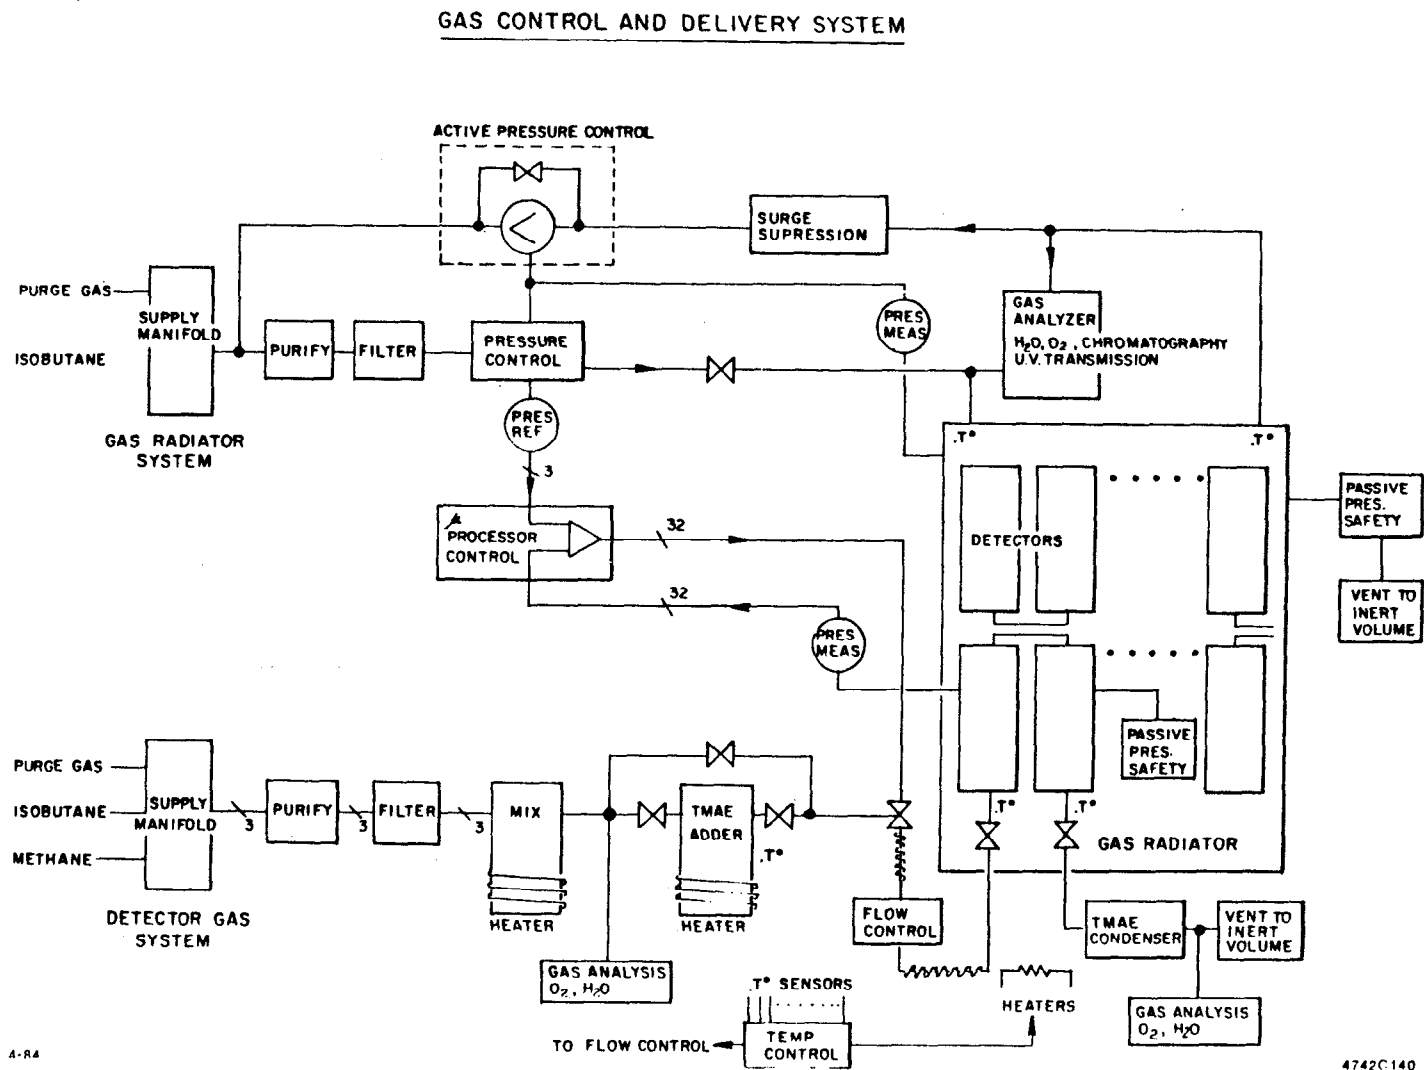 GAS CONTROL AND DELIVERY SYSTEM
ACTIVE PRESSURE CONTROL
SURGE
SUPRESSION
PURGE GAS
SUPPLY
MANIFOLD
ISOBUTANE
PURIFY
FILTER
PRESSURE
CONTROL
PRES
MEAS
GAS
ANALYZER
H2O, O2, CHROMATOGRAPHY
U.V. TRANSMISSION
GAS RADIATOR
SYSTEM
PRES
REF
3
.T°
.T°
μ
PROCESSOR
CONTROL
32
32
PRES
MEAS
DETECTORS
PASSIVE
PRES.
SAFETY
VENT TO
INERT
VOLUME
PASSIVE
PRES.
SAFETY
.T°
.T°
GAS RADIATOR
PURGE GAS
ISOBUTANE
METHANE
SUPPLY
MANIFOLD
3
PURIFY
3
FILTER
3
MIX
HEATER
TMAE
ADDER
.T°
HEATER
DETECTOR GAS
SYSTEM
GAS ANALYSIS
O2, H2O
FLOW
CONTROL
TMAE
CONDENSER
VENT TO
INERT
VOLUME
GAS ANALYSIS
O2, H2O
.T° SENSORS
HEATERS
TO FLOW CONTROL
TEMP
CONTROL
4-84
4742C140